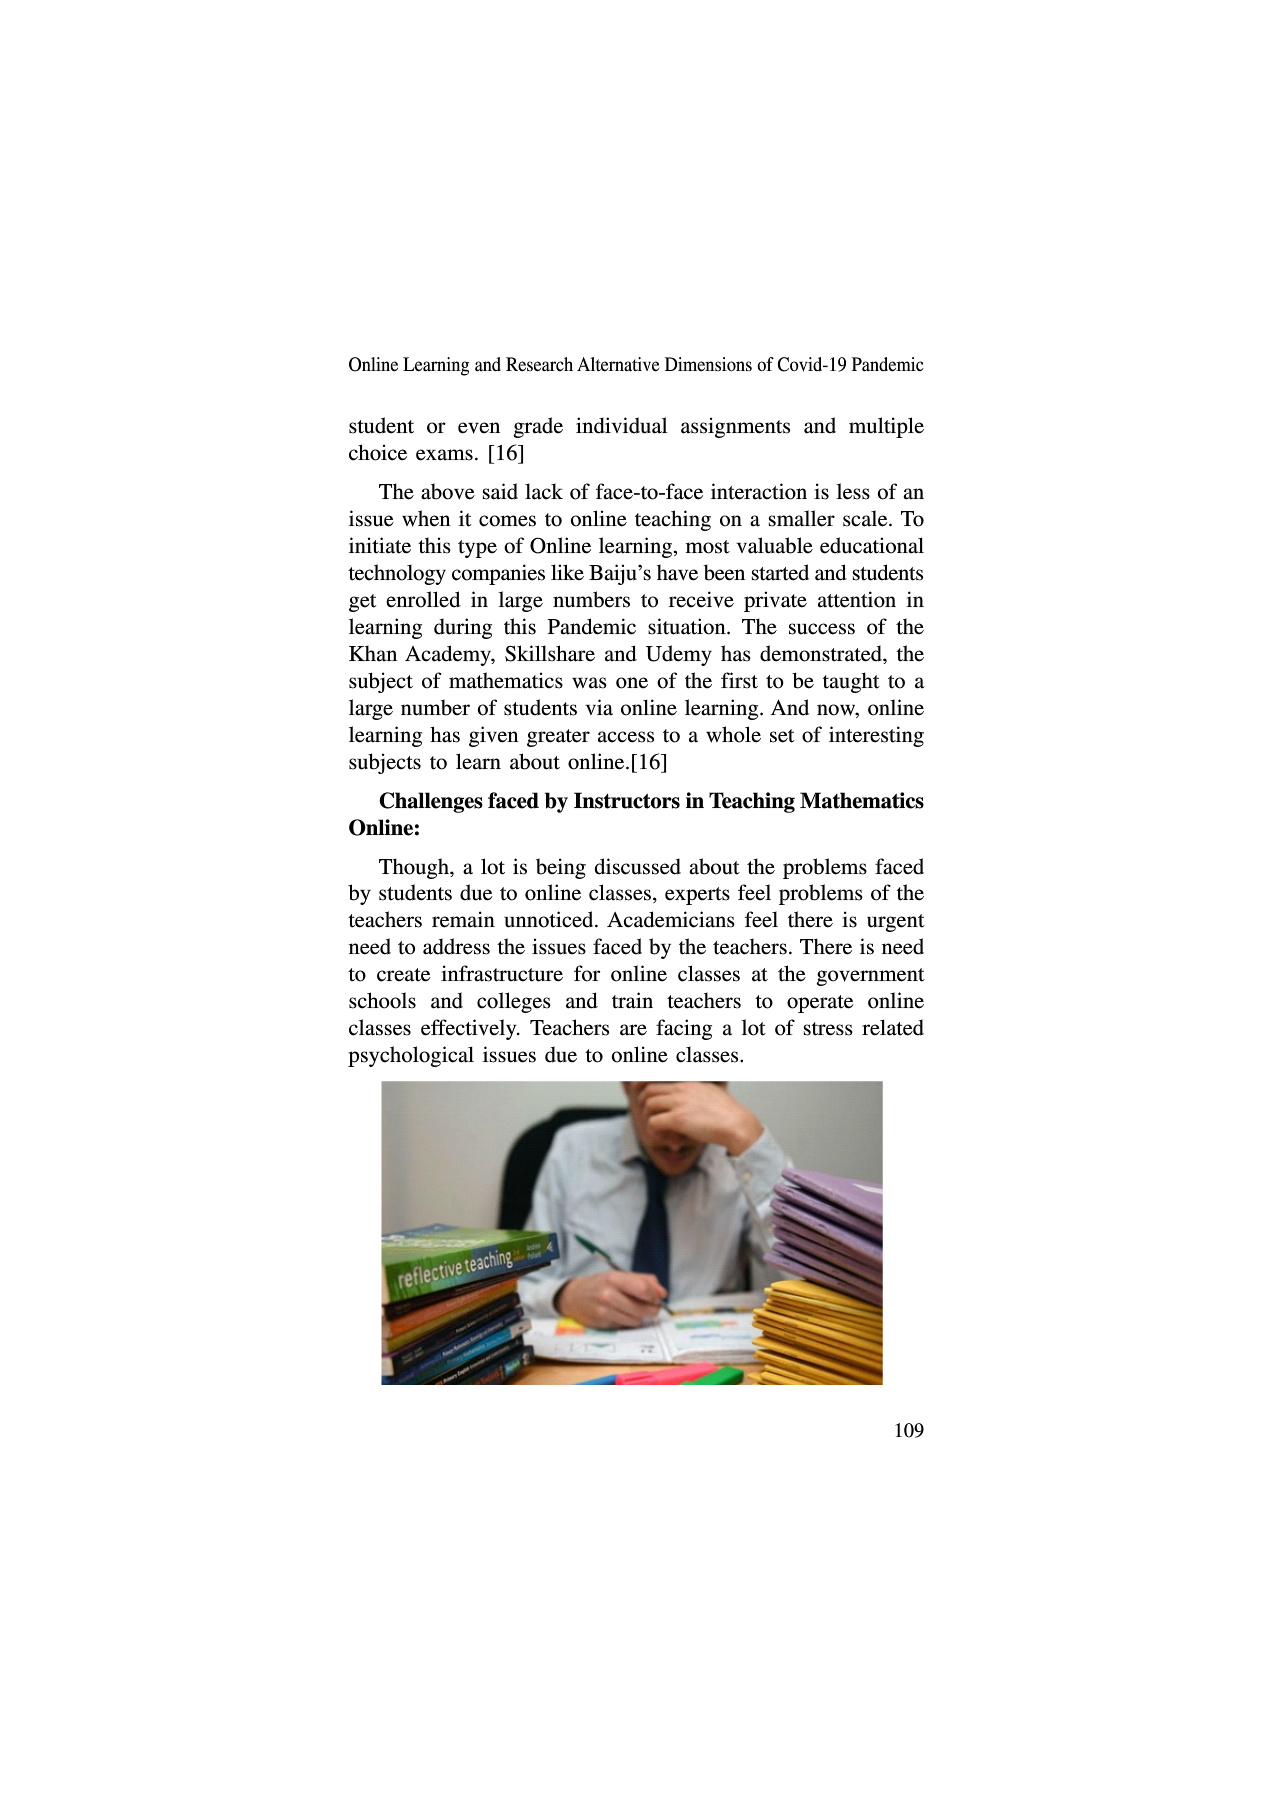 Online Learning and Research Alternative Dimensions of Covid-19 Pandemic
student or even grade individual assignments and multiple
choice exams. [16]
The above said lack of face-to-face interaction is less of an
issue when it comes to online teaching on a smaller scale. To
initiate this type of Online learning, most valuable educational
technology companies like Baiju’s have been started and students
get enrolled in large numbers to receive private attention in
learning during this Pandemic situation. The success of the
Khan Academy, Skillshare and Udemy has demonstrated, the
subject of mathematics was one of the first to be taught to a
large number of students via online learning. And now, online
learning has given greater access to a whole set of interesting
subjects to learn about online.[16]
Challenges faced by Instructors in Teaching Mathematics
Online:
Though, a lot is being discussed about the problems faced
by students due to online classes, experts feel problems of the
teachers remain unnoticed. Academicians feel there is urgent
need to address the issues faced by the teachers. There is need
to create infrastructure for online classes at the government
schools and colleges and train teachers to operate online
classes effectively. Teachers are facing a lot of stress related
psychological issues due to online classes.
reflective teaching
109